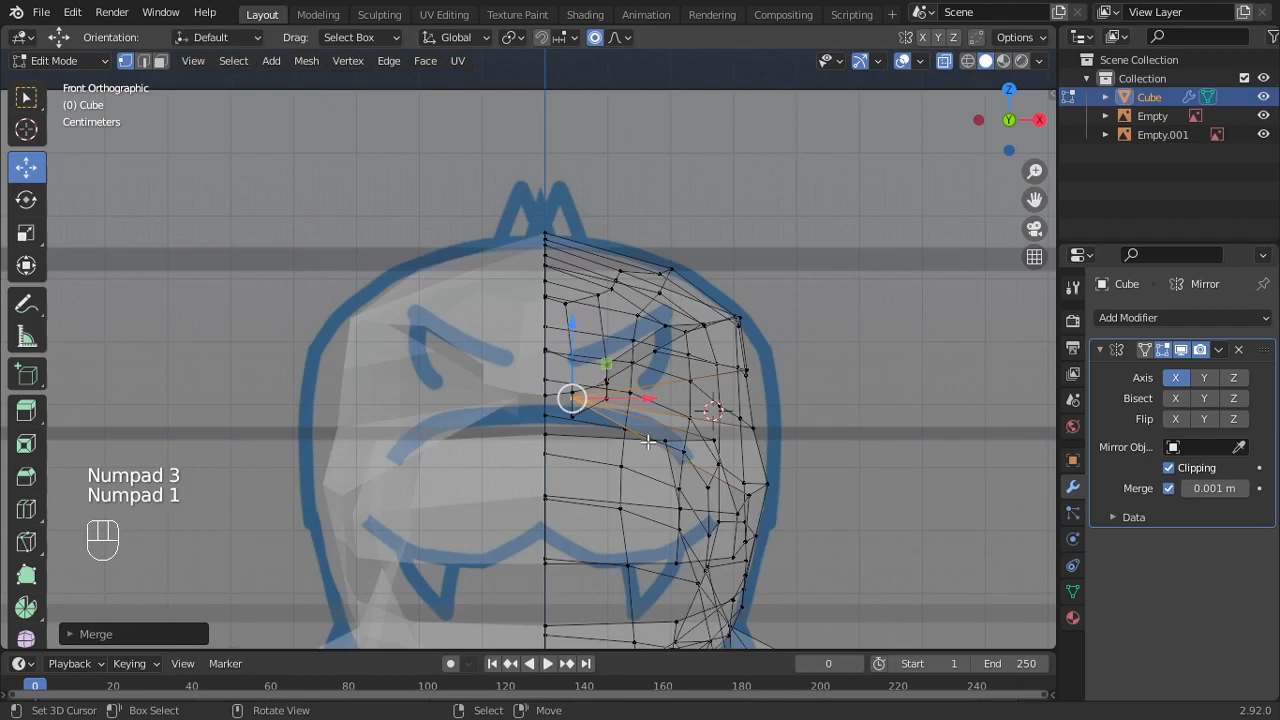 File Edit Render Window Help Layout Modeling Sculpting UV Editing Texture Paint Shading Animation Rendering Compositing Scripting Scene View Layer
Orientation: Default Drag: Select Box Global X Y Z Options
Edit Mode View Select Add Mesh Vertex Edge Face UV
Front Orthographic
(0) Cube
Centimeters
Z
Y
X
Numpad 3
Numpad 1
Merge
Scene Collection
Collection
Cube
Empty
Empty.001
Cube Mirror
Add Modifier
Axis X Y Z
Bisect X Y Z
Flip X Y Z
Mirror Obj...
Clipping
Merge 0.001 m
Data
Playback Keying View Marker 0 Start 1 End 250
0 20 40 60 80 100 120 140 160 180 200 220 240
Set 3D Cursor Box Select Rotate View Select Move 2.92.0